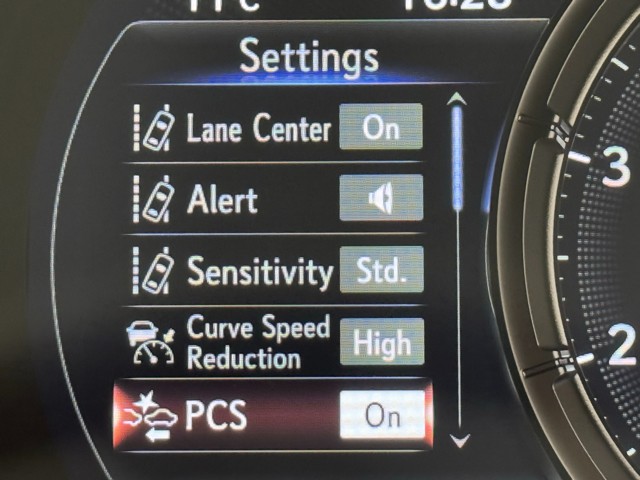 Settings
Lane Center On
Alert
Sensitivity Std.
Curve Speed
Reduction High
PCS On
3
2